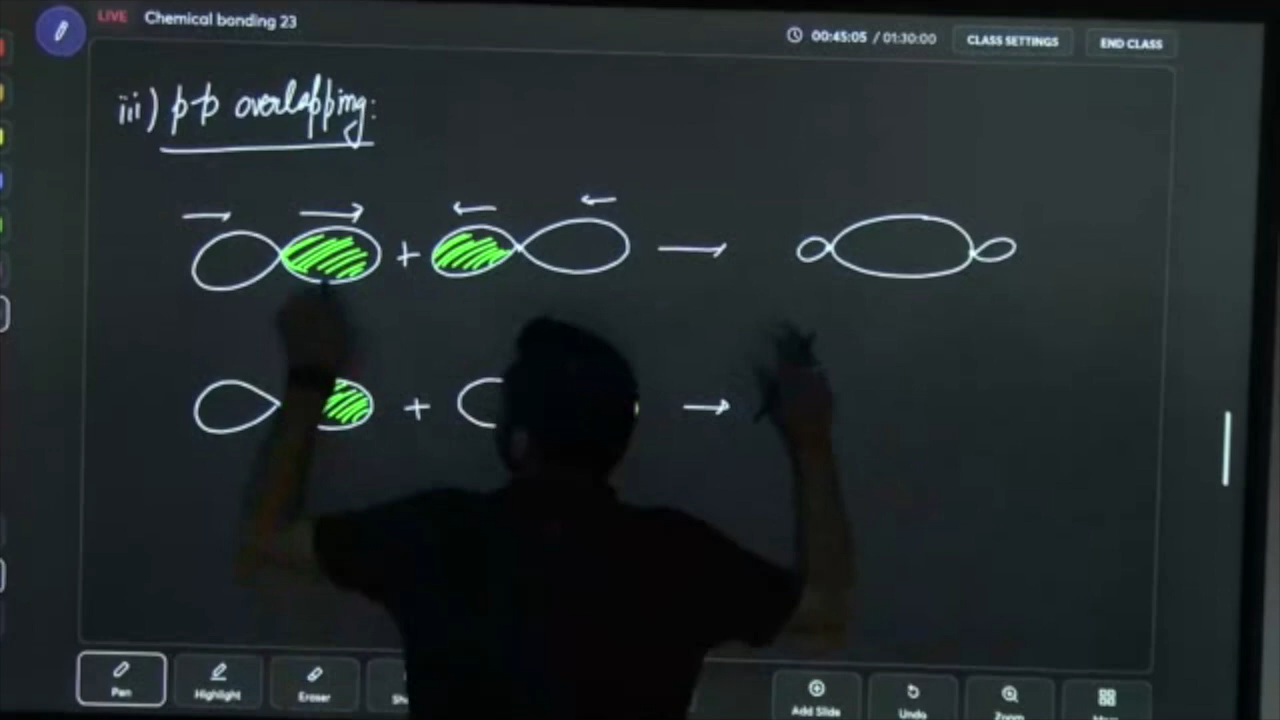 LIVE Chemical bonding 23
00:45:05 / 01:30:00
CLASS SETTINGS
END CLASS
iii) p-p overlapping:
+
+
Pen
Highlight
Eraser
Add Slide
Undo
Zoom